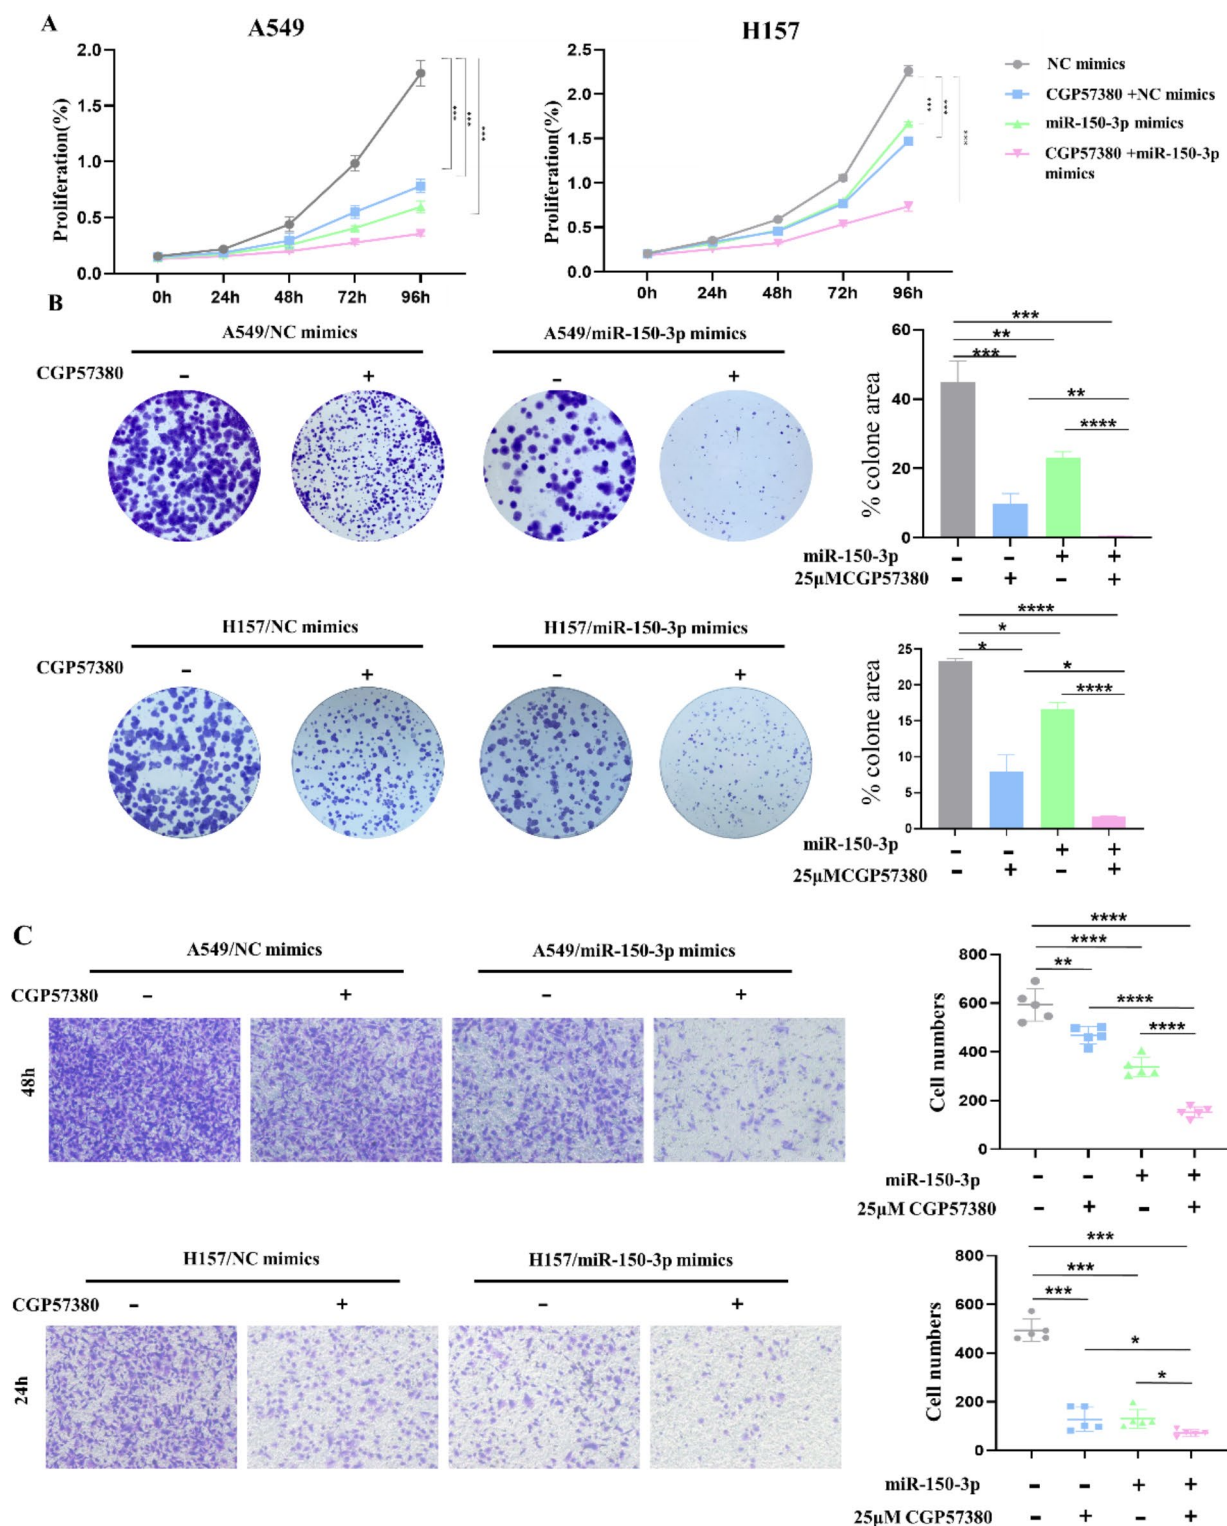 A
A549
H157
Proliferation(%)
2.0
1.5
1.0
0.5
0.0
0h 24h 48h 72h 96h
***
***
***
Proliferation(%)
2.5
2.0
1.5
1.0
0.5
0.0
0h 24h 48h 72h 96h
***
***
***
NC mimics
CGP57380 +NC mimics
miR-150-3p mimics
CGP57380 +miR-150-3p
mimics
B
A549/NC mimics
A549/miR-150-3p mimics
CGP57380
- + - +
% colone area
60
40
20
0
***
**
***
**
****
miR-150-3p - - + +
25μMCGP57380 - + - +
H157/NC mimics
H157/miR-150-3p mimics
CGP57380
- + - +
% colone area
25
20
15
10
5
0
****
*
*
*
****
miR-150-3p - - + +
25μMCGP57380 - + - +
C
A549/NC mimics
A549/miR-150-3p mimics
CGP57380
- + - +
48h
Cell numbers
800
600
400
200
0
****
****
**
****
****
miR-150-3p - - + +
25μM CGP57380 - + - +
H157/NC mimics
H157/miR-150-3p mimics
CGP57380
- + - +
24h
Cell numbers
800
600
400
200
0
***
***
***
*
*
miR-150-3p - - + +
25μM CGP57380 - + - +